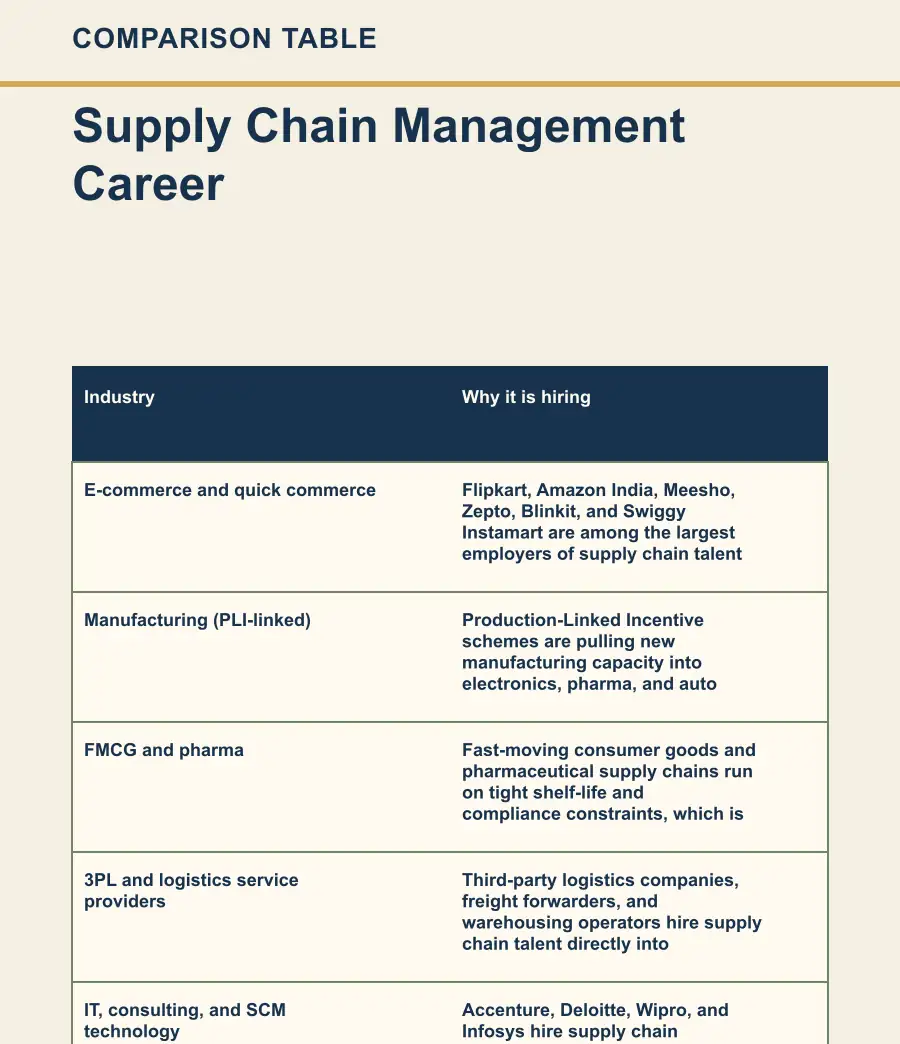 COMPARISON TABLE
Supply Chain Management
Career
Industry
Why it is hiring
E-commerce and quick commerce
Flipkart, Amazon India, Meesho,
Zepto, Blinkit, and Swiggy
Instamart are among the largest
employers of supply chain talent
Manufacturing (PLI-linked)
Production-Linked Incentive
schemes are pulling new
manufacturing capacity into
electronics, pharma, and auto
FMCG and pharma
Fast-moving consumer goods and
pharmaceutical supply chains run
on tight shelf-life and
compliance constraints, which is
3PL and logistics service
providers
Third-party logistics companies,
freight forwarders, and
warehousing operators hire supply
chain talent directly into
IT, consulting, and SCM
technology
Accenture, Deloitte, Wipro, and
Infosys hire supply chain